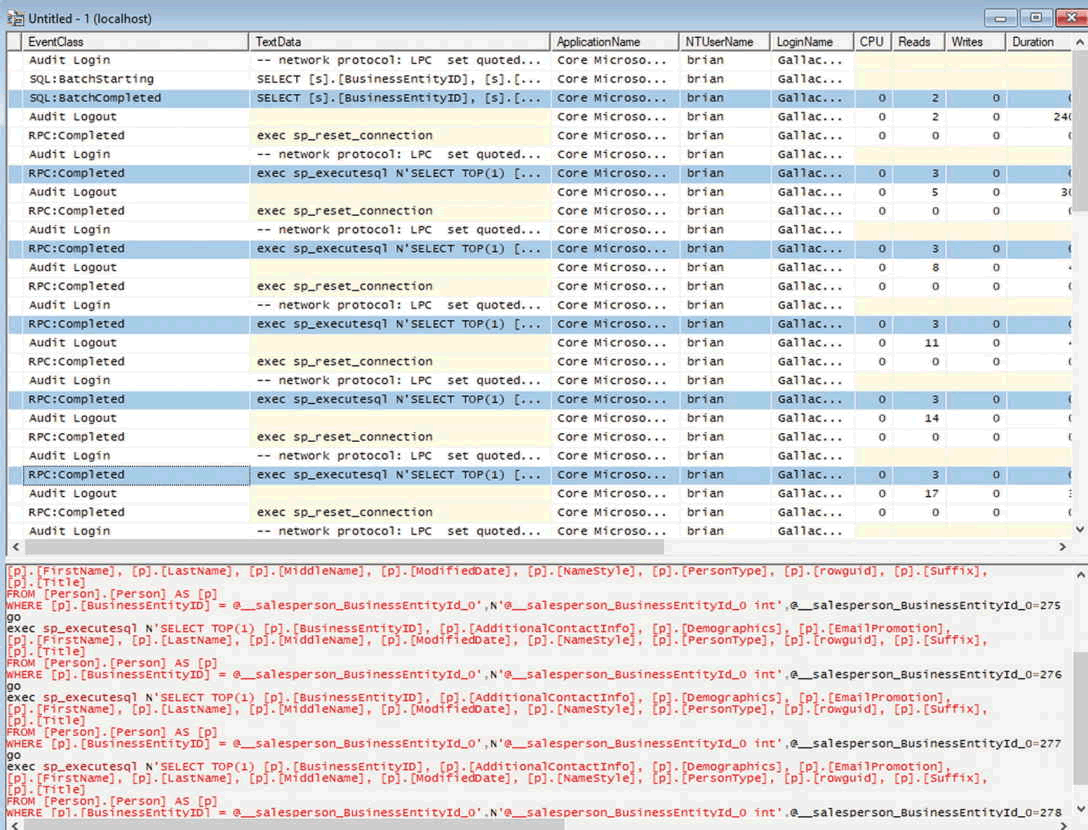 Untitled - 1 (localhost)
EventClass TextData ApplicationName NTUserName LoginName CPU Reads Writes Duration
Audit Login -- network protocol: LPC set quoted... Core Microso... brian Gallac...
SQL:BatchStarting SELECT [s].[BusinessEntityID], [s].[... Core Microso... brian Gallac...
SQL:BatchCompleted SELECT [s].[BusinessEntityID], [s].[... Core Microso... brian Gallac... 0 2 0
Audit Logout Core Microso... brian Gallac... 0 2 0 240
RPC:Completed exec sp_reset_connection Core Microso... brian Gallac... 0 0 0 0
Audit Login -- network protocol: LPC set quoted... Core Microso... brian Gallac...
RPC:Completed exec sp_executesql N'SELECT TOP(1) [... Core Microso... brian Gallac... 0 3 0
Audit Logout Core Microso... brian Gallac... 0 5 0 30
RPC:Completed exec sp_reset_connection Core Microso... brian Gallac... 0 0 0 0
Audit Login -- network protocol: LPC set quoted... Core Microso... brian Gallac...
RPC:Completed exec sp_executesql N'SELECT TOP(1) [... Core Microso... brian Gallac... 0 3 0
Audit Logout Core Microso... brian Gallac... 0 8 0
RPC:Completed exec sp_reset_connection Core Microso... brian Gallac... 0 0 0 0
Audit Login -- network protocol: LPC set quoted... Core Microso... brian Gallac...
RPC:Completed exec sp_executesql N'SELECT TOP(1) [... Core Microso... brian Gallac... 0 3 0
Audit Logout Core Microso... brian Gallac... 0 11 0
RPC:Completed exec sp_reset_connection Core Microso... brian Gallac... 0 0 0 0
Audit Login -- network protocol: LPC set quoted... Core Microso... brian Gallac...
RPC:Completed exec sp_executesql N'SELECT TOP(1) [... Core Microso... brian Gallac... 0 3 0
Audit Logout Core Microso... brian Gallac... 0 14 0
RPC:Completed exec sp_reset_connection Core Microso... brian Gallac... 0 0 0 0
Audit Login -- network protocol: LPC set quoted... Core Microso... brian Gallac...
RPC:Completed exec sp_executesql N'SELECT TOP(1) [... Core Microso... brian Gallac... 0 3 0
Audit Logout Core Microso... brian Gallac... 0 17 0
RPC:Completed exec sp_reset_connection Core Microso... brian Gallac... 0 0 0 0
Audit Login -- network protocol: LPC set quoted... Core Microso... brian Gallac...
[p].[FirstName], [p].[LastName], [p].[MiddleName], [p].[ModifiedDate], [p].[NameStyle], [p].[PersonType], [p].[rowguid], [p].[Suffix],
[p].[Title]
FROM [Person].[Person] AS [p]
WHERE [p].[BusinessEntityID] = @__salesperson_BusinessEntityId_0',N'@__salesperson_BusinessEntityId_0 int',@__salesperson_BusinessEntityId_0=275
go
exec sp_executesql N'SELECT TOP(1) [p].[BusinessEntityID], [p].[AdditionalContactInfo], [p].[Demographics], [p].[EmailPromotion],
[p].[FirstName], [p].[LastName], [p].[MiddleName], [p].[ModifiedDate], [p].[NameStyle], [p].[PersonType], [p].[rowguid], [p].[Suffix],
[p].[Title]
FROM [Person].[Person] AS [p]
WHERE [p].[BusinessEntityID] = @__salesperson_BusinessEntityId_0',N'@__salesperson_BusinessEntityId_0 int',@__salesperson_BusinessEntityId_0=276
go
exec sp_executesql N'SELECT TOP(1) [p].[BusinessEntityID], [p].[AdditionalContactInfo], [p].[Demographics], [p].[EmailPromotion],
[p].[FirstName], [p].[LastName], [p].[MiddleName], [p].[ModifiedDate], [p].[NameStyle], [p].[PersonType], [p].[rowguid], [p].[Suffix],
[p].[Title]
FROM [Person].[Person] AS [p]
WHERE [p].[BusinessEntityID] = @__salesperson_BusinessEntityId_0',N'@__salesperson_BusinessEntityId_0 int',@__salesperson_BusinessEntityId_0=277
go
exec sp_executesql N'SELECT TOP(1) [p].[BusinessEntityID], [p].[AdditionalContactInfo], [p].[Demographics], [p].[EmailPromotion],
[p].[FirstName], [p].[LastName], [p].[MiddleName], [p].[ModifiedDate], [p].[NameStyle], [p].[PersonType], [p].[rowguid], [p].[Suffix],
[p].[Title]
FROM [Person].[Person] AS [p]
WHERE [p].[BusinessEntityID] = @__salesperson_BusinessEntityId_0',N'@__salesperson_BusinessEntityId_0 int',@__salesperson_BusinessEntityId_0=278